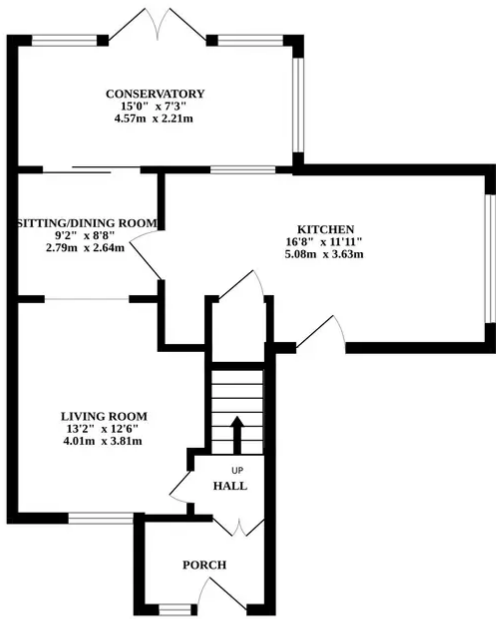 CONSERVATORY
15'0" x 7'3"
4.57m x 2.21m
SITTING/DINING ROOM
9'2" x 8'8"
2.79m x 2.64m
KITCHEN
16'8" x 11'11"
5.08m x 3.63m
LIVING ROOM
13'2" x 12'6"
4.01m x 3.81m
UP
HALL
PORCH